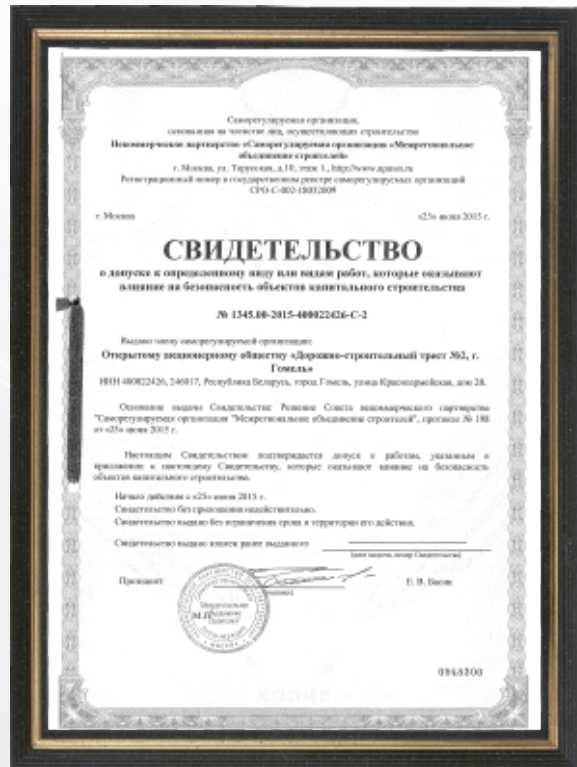 Саморегулируемая организация,
основанная на членстве лиц, осуществляющих строительство
Некоммерческое партнерство «Саморегулируемая организация «Межрегиональное
объединение строителей»
г. Москва, ул. Тарусская, д.10, этаж 1,
Регистрационный номер в государственном реестре саморегулируемых организаций
СРО-С-002-18032009
г. Москва «25» июня 2015 г.
СВИДЕТЕЛЬСТВО
о допуске к определенному виду или видам работ, которые оказывают
влияние на безопасность объектов капитального строительства
№ 1345.00-2015-400022426-С-2
Выдано члену саморегулируемой организации:
Открытому акционерному обществу «Дорожно-строительный трест №2, г.
Гомель»
ИНН 400022426, 246017, Республика Беларусь, город Гомель, улица Красноармейская, дом 28.
Основание выдачи Свидетельства: Решение Совета некоммерческого партнерства
"Саморегулируемая организация "Межрегиональное объединение строителей", протокол № 198
от «25» июня 2015 г.
Настоящим Свидетельством подтверждается допуск к работам, указанным в
приложении к настоящему Свидетельству, которые оказывают влияние на безопасность
объектов капитального строительства.
Начало действия с «25» июня 2015 г.
Свидетельство без приложения недействительно.
Свидетельство выдано без ограничения срока и территории его действия.
Свидетельство выдано взамен ранее выданного
(дата выдачи, номер Свидетельства)
Президент
(подпись)
М.П.
КОПИЯ